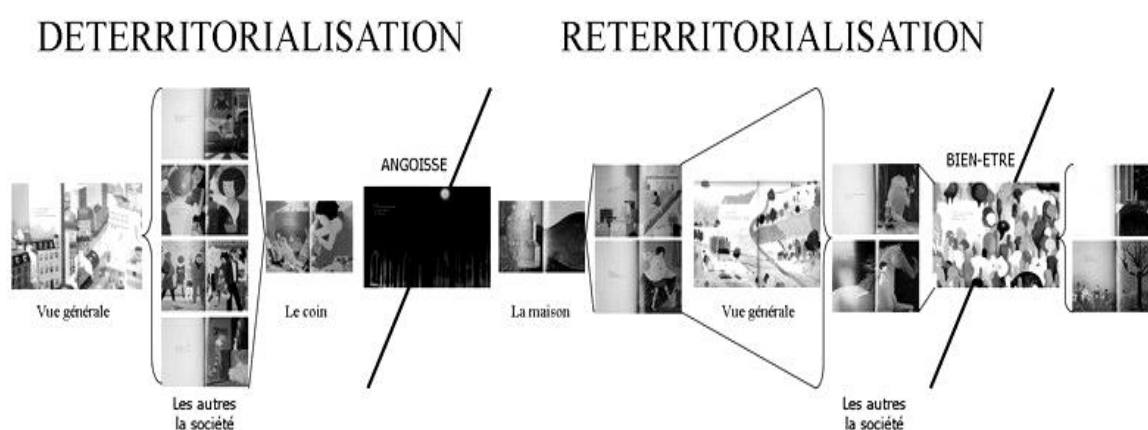 DETERRITORIALISATION
RETERRITORIALISATION
ANGOISSE
BIEN-ETRE
Vue générale
Le coin
La maison
Vue générale
Les autres
la société
Les autres
la société